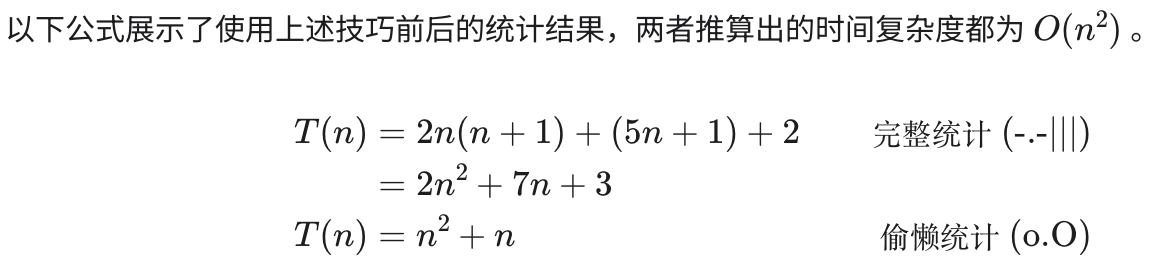 以下公式展示了使用上述技巧前后的统计结果，两者推算出的时间复杂度都为 O(n²) 。
T(n) = 2n(n + 1) + (5n + 1) + 2 完整统计 (-.-|||)
= 2n² + 7n + 3
T(n) = n² + n 偷懒统计 (o.O)